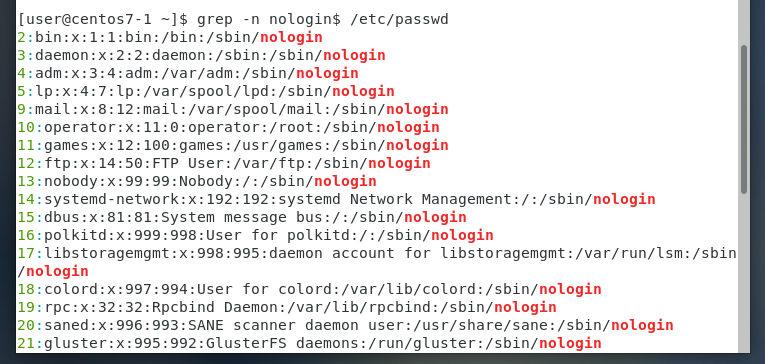 [user@centos7-1 ~]$ grep -n nologin$ /etc/passwd
2:bin:x:1:1:bin:/bin:/sbin/nologin
3:daemon:x:2:2:daemon:/sbin:/sbin/nologin
4:adm:x:3:4:adm:/var/adm:/sbin/nologin
5:lp:x:4:7:lp:/var/spool/lpd:/sbin/nologin
9:mail:x:8:12:mail:/var/spool/mail:/sbin/nologin
10:operator:x:11:0:operator:/root:/sbin/nologin
11:games:x:12:100:games:/usr/games:/sbin/nologin
12:ftp:x:14:50:FTP User:/var/ftp:/sbin/nologin
13:nobody:x:99:99:Nobody:/:/sbin/nologin
14:systemd-network:x:192:192:systemd Network Management:/:/sbin/nologin
15:dbus:x:81:81:System message bus:/:/sbin/nologin
16:polkitd:x:999:998:User for polkitd:/:/sbin/nologin
17:libstoragemgmt:x:998:995:daemon account for libstoragemgmt:/var/run/lsm:/sbin
/nologin
18:colord:x:997:994:User for colord:/var/lib/colord:/sbin/nologin
19:rpc:x:32:32:Rpcbind Daemon:/var/lib/rpcbind:/sbin/nologin
20:saned:x:996:993:SANE scanner daemon user:/usr/share/sane:/sbin/nologin
21:gluster:x:995:992:GlusterFS daemons:/run/gluster:/sbin/nologin